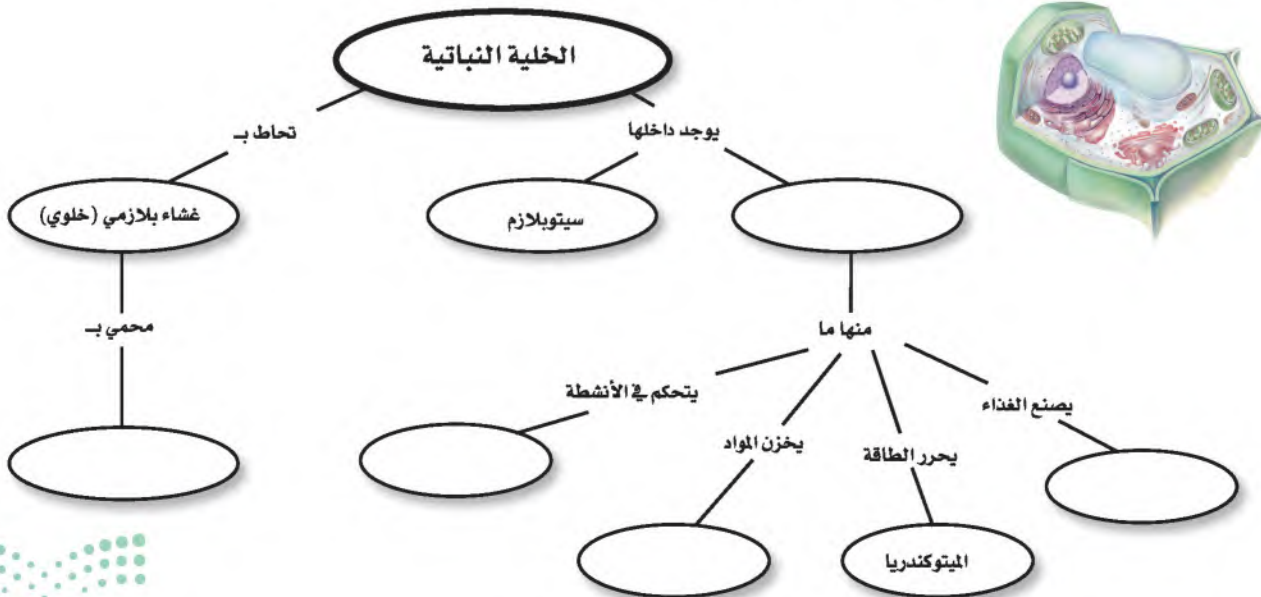 الخلية النباتية
تحاط بـ
يوجد داخلها
غشاء بلازمي (خلوي)
سيتوبلازم
محمي بـ
منها ما
يتحكم في الأنشطة
يصنع الغذاء
يخزن المواد
يحرر الطاقة
الميتوكندريا